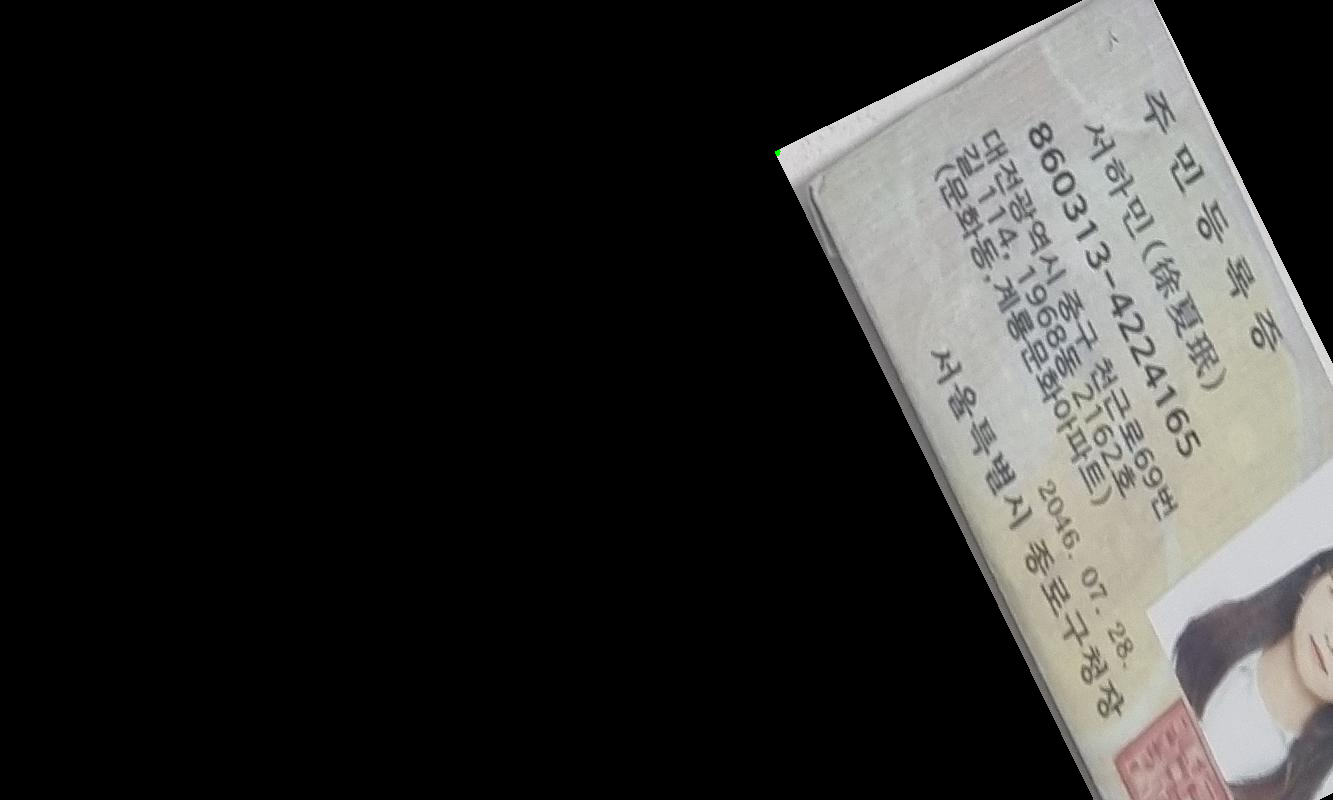 주민등록증
서하민(徐夏珉)
860313-4224165
대전광역시 중구 천근로69번
길 114, 1968동 2162호
(문화동,계룡문화아파트)
2046. 07. 28.
서울특별시 종로구청장